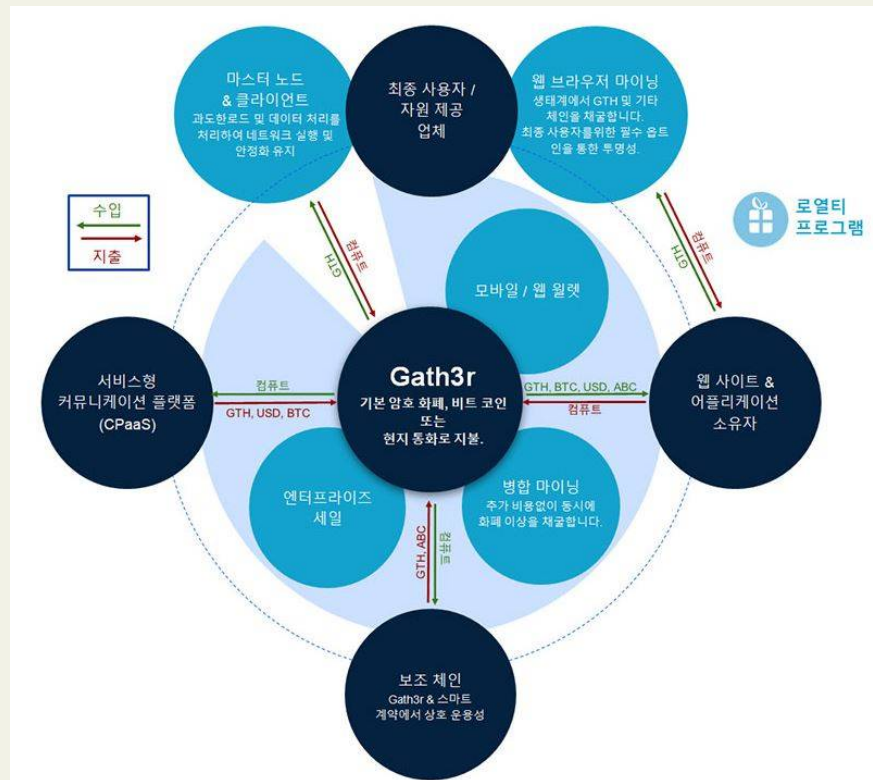 마스터 노드
& 클라이언트
과도한로드 및 데이터 처리를
처리하여 네트워크 실행 및
안정화 유지
최종 사용자 /
자원 제공
업체
웹 브라우저 마이닝
생태계에서 GTH 및 기타
체인을 채굴합니다.
최종 사용자를위한 필수 옵트
인을 통한 투명성.
수입
지출
로열티
프로그램
컴퓨트
GTH
컴퓨트
GTH
모바일 / 웹 월렛
서비스형
커뮤니케이션 플랫폼
(CPaaS)
컴퓨트
GTH, USD, BTC
Gath3r
기본 암호 화폐, 비트 코인
또는
현지 통화로 지불.
GTH, BTC, USD, ABC
컴퓨트
웹 사이트 &
어플리케이션
소유자
엔터프라이즈
세일
병합 마이닝
추가 비용없이 동시에
화폐 이상을 채굴합니다.
GTH, ABC
컴퓨트
보조 체인
Gath3r & 스마트
계약에서 상호 운용성